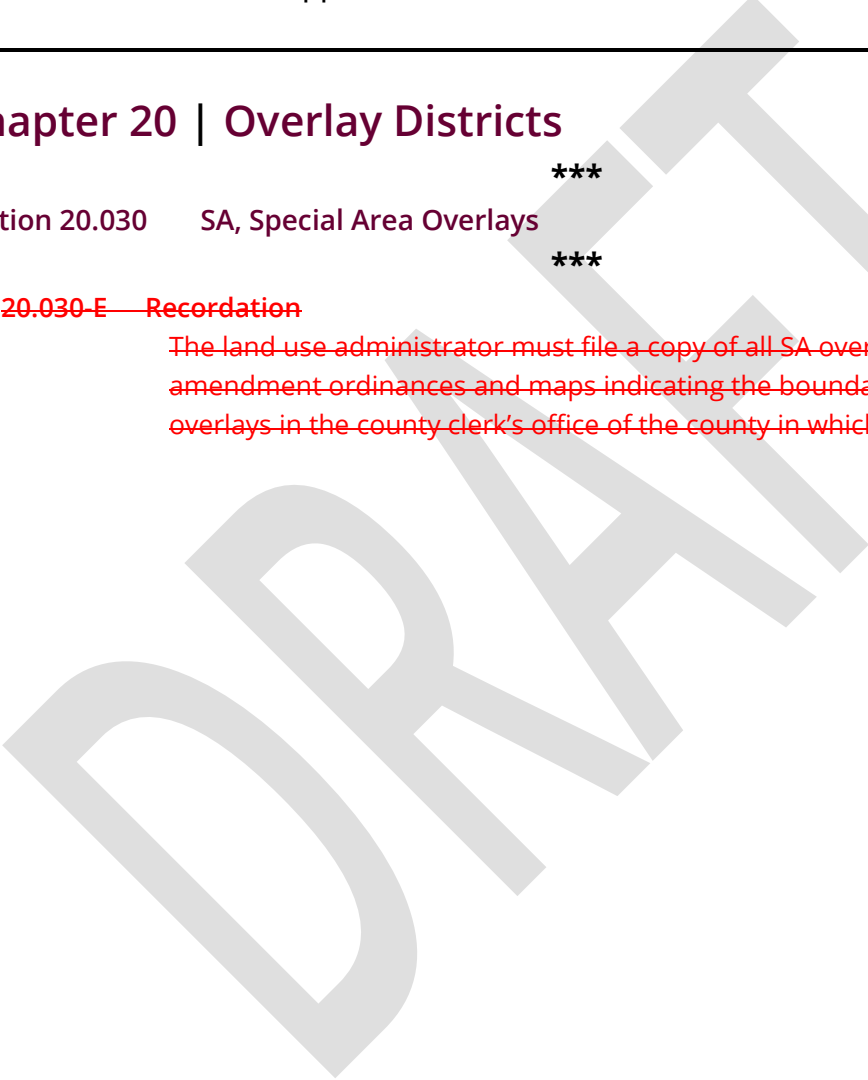 hapter 20 | Overlay Districts
***
tion 20.030 SA, Special Area Overlays
***
20.030-E Recordation
The land use administrator must file a copy of all SA over
amendment ordinances and maps indicating the bounda
overlays in the county clerk’s office of the county in which
DRAFT